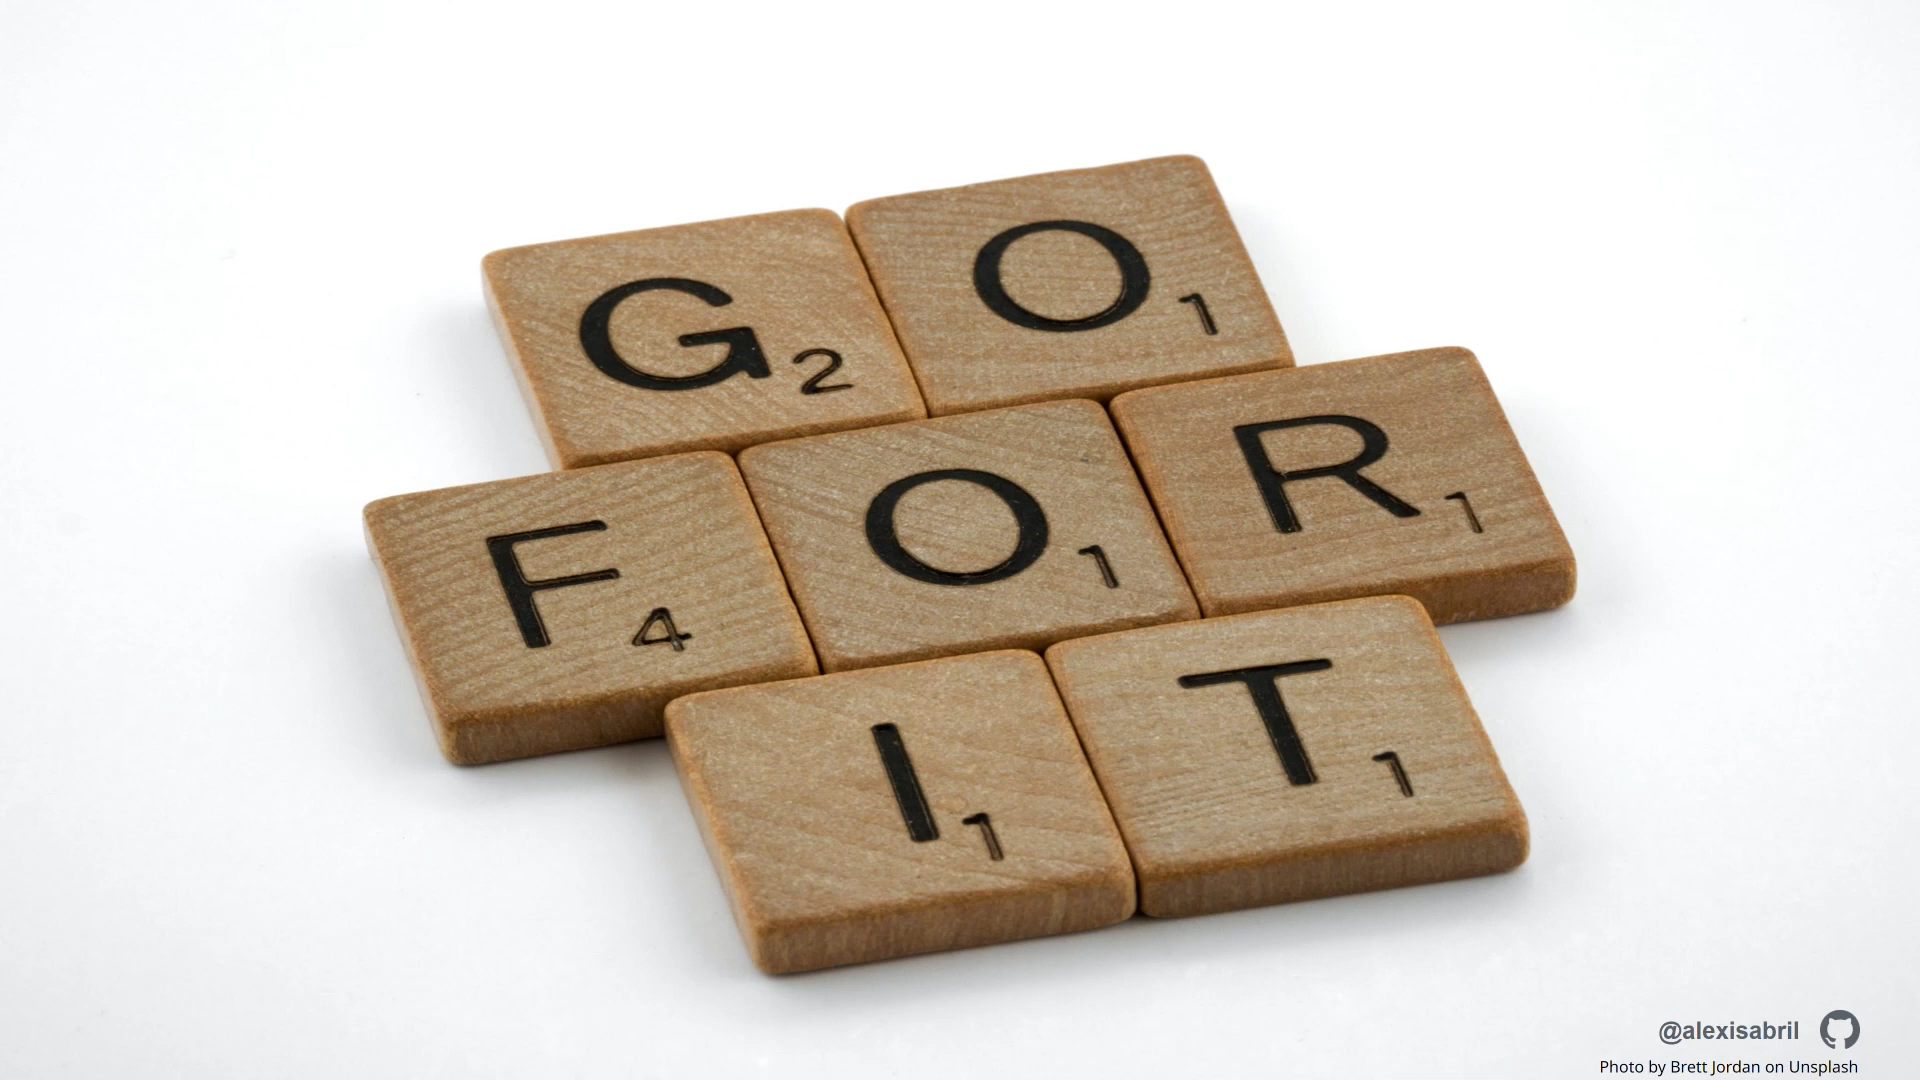 G2 O1
F4 O1 R1
I1 T1
@alexisabril
Photo by Brett Jordan on Unsplash